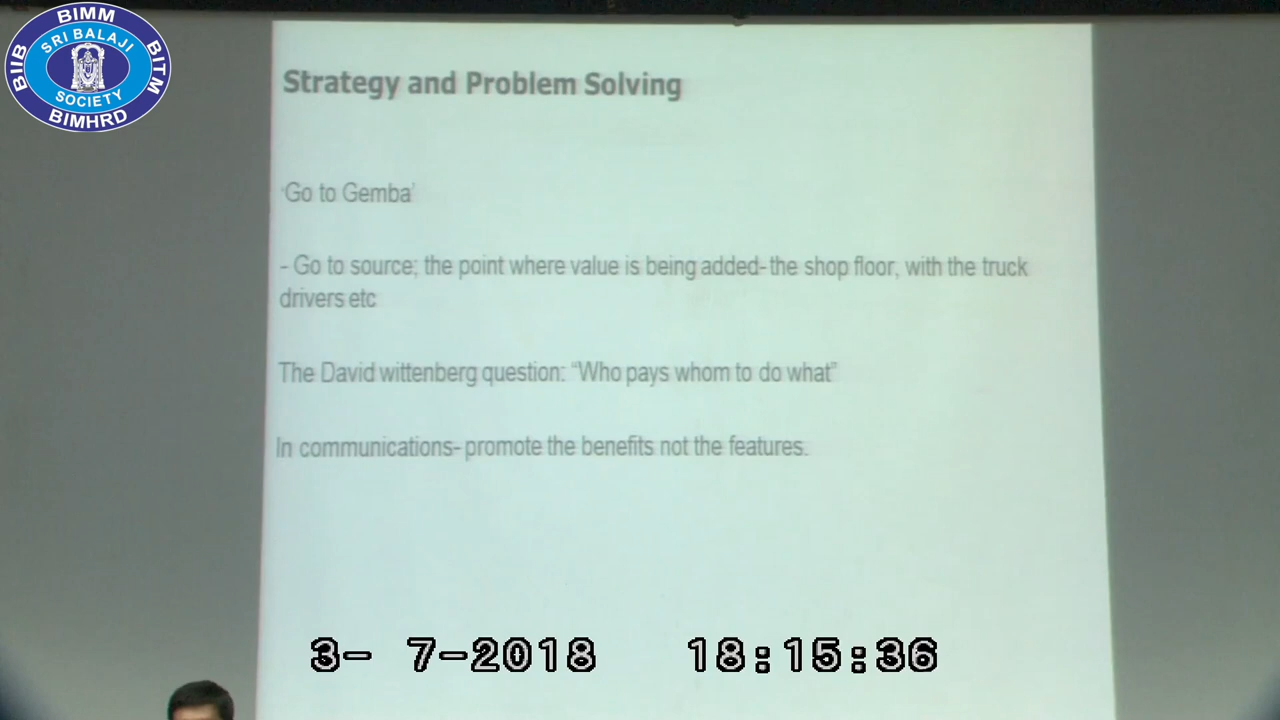 BIMM
BIIB
SRI BALAJI
BITM
SOCIETY
BIMHRD
Strategy and Problem Solving
'Go to Gemba'
- Go to source; the point where value is being added- the shop floor, with the truck
drivers etc
The David wittenberg question: "Who pays whom to do what"
In communications- promote the benefits not the features.
3- 7-2018 18:15:36